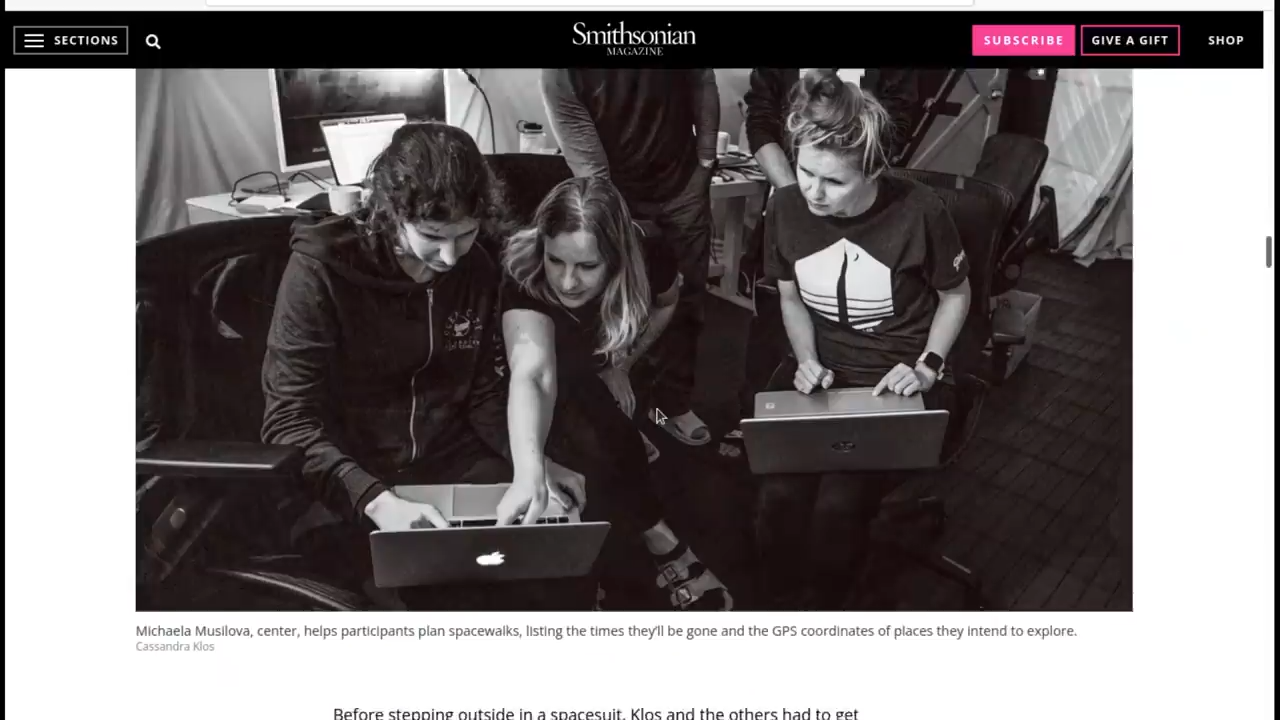 SECTIONS
Smithsonian
MAGAZINE
SUBSCRIBE
GIVE A GIFT
SHOP
Michaela Musilova, center, helps participants plan spacewalks, listing the times they'll be gone and the GPS coordinates of places they intend to explore.
Cassandra Klos
Before stepping outside in a spacesuit, Klos and the others had to get